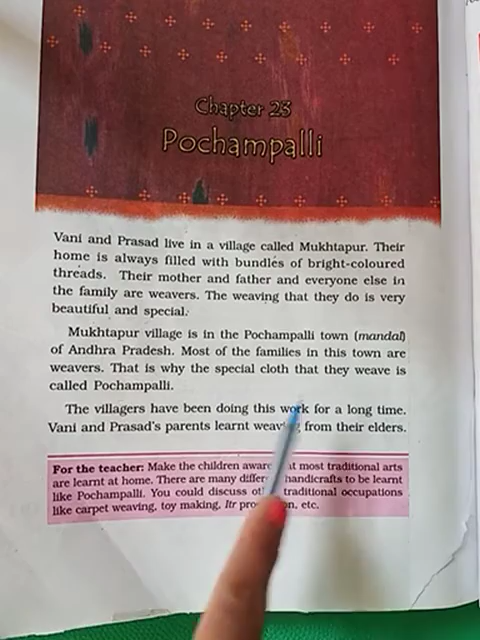 Chapter 23
Pochampalli
Vani and Prasad live in a village called Mukhtapur. Their
home is always filled with bundles of bright-coloured
threads. Their mother and father and everyone else in
the family are weavers. The weaving that they do is very
beautiful and special.
Mukhtapur village is in the Pochampalli town (mandal)
of Andhra Pradesh. Most of the families in this town are
weavers. That is why the special cloth that they weave is
called Pochampalli.
The villagers have been doing this work for a long time.
Vani and Prasad's parents learnt from their elders.
For the teacher: Make the children aware most traditional arts
are learnt at home. There are many handicrafts to be learnt
like Pochampalli. You could discuss traditional occupations
like carpet weaving, toy making, Itr etc.